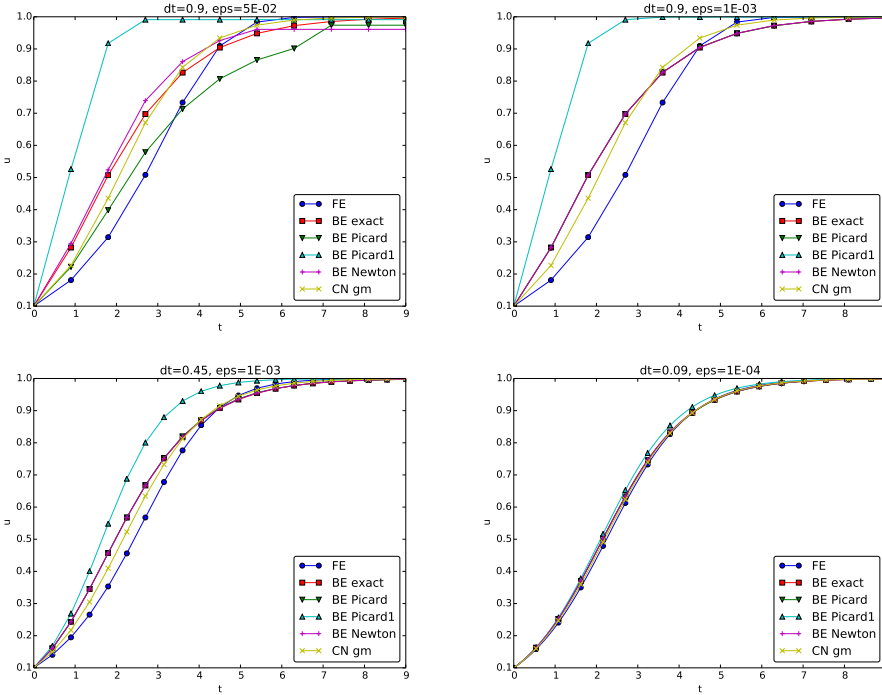 dt=0.9, eps=5E-02
1.0
0.9
0.8
0.7
0.6
0.5
0.4
0.3
0.2
0.1
u
0 1 2 3 4 5 6 7 8 9
t
FE
BE exact
BE Picard
BE Picard1
BE Newton
CN gm
dt=0.9, eps=1E-03
1.0
0.9
0.8
0.7
0.6
0.5
0.4
0.3
0.2
0.1
u
0 1 2 3 4 5 6 7 8
t
FE
BE exact
BE Picard
BE Picard1
BE Newton
CN gm
dt=0.45, eps=1E-03
1.0
0.9
0.8
0.7
0.6
0.5
0.4
0.3
0.2
0.1
u
0 1 2 3 4 5 6 7 8 9
t
FE
BE exact
BE Picard
BE Picard1
BE Newton
CN gm
dt=0.09, eps=1E-04
1.0
0.9
0.8
0.7
0.6
0.5
0.4
0.3
0.2
0.1
u
0 1 2 3 4 5 6 7 8
t
FE
BE exact
BE Picard
BE Picard1
BE Newton
CN gm